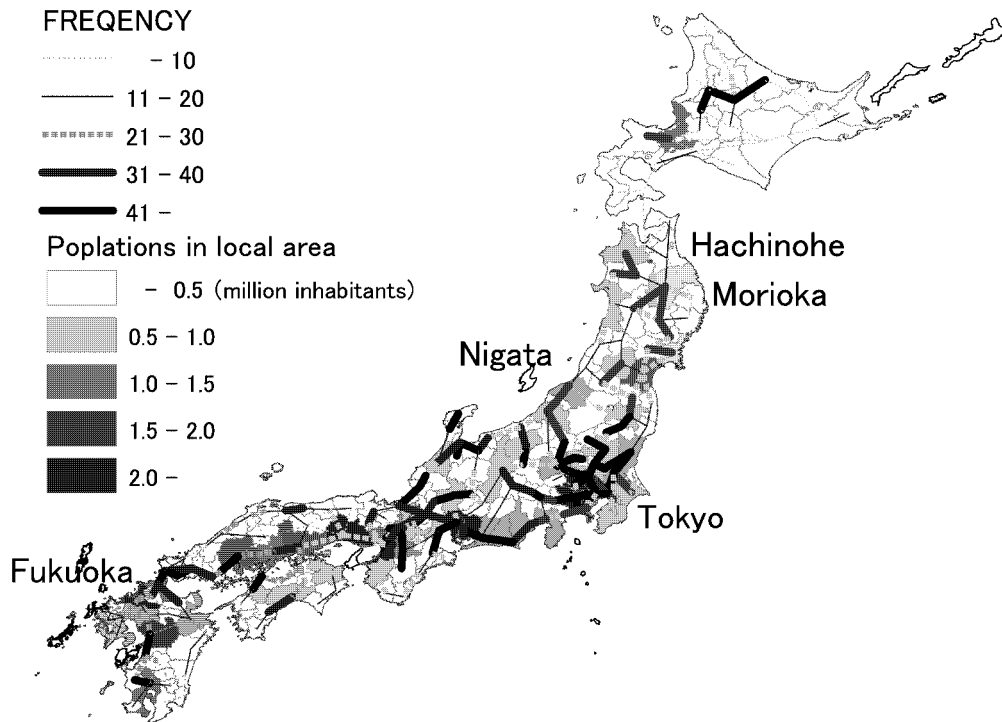 FREQENCY
- 10
11 - 20
21 - 30
31 - 40
41 -
Poplations in local area
- 0.5 (million inhabitants)
0.5 - 1.0
1.0 - 1.5
1.5 - 2.0
2.0 -
Hachinohe
Morioka
Nigata
Tokyo
Fukuoka